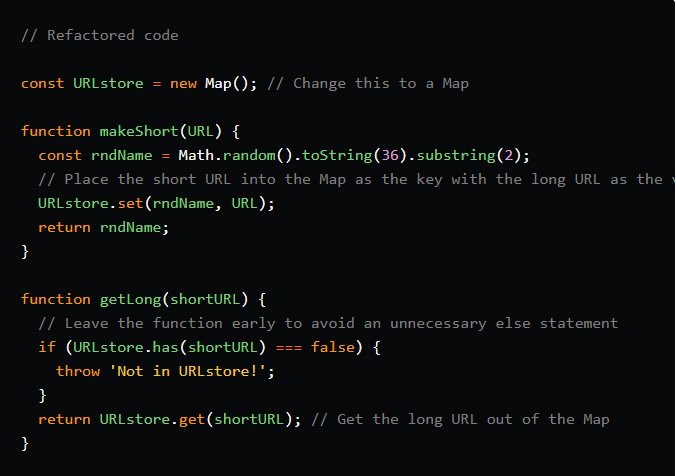 // Refactored code
const URLstore = new Map(); // Change this to a Map
function makeShort(URL) {
const rndName = Math.random().toString(36).substring(2);
// Place the short URL into the Map as the key with the long URL as the
URLstore.set(rndName, URL);
return rndName;
}
function getLong(shortURL) {
// Leave the function early to avoid an unnecessary else statement
if (URLstore.has(shortURL) === false) {
throw 'Not in URLstore!';
}
return URLstore.get(shortURL); // Get the long URL out of the Map
}